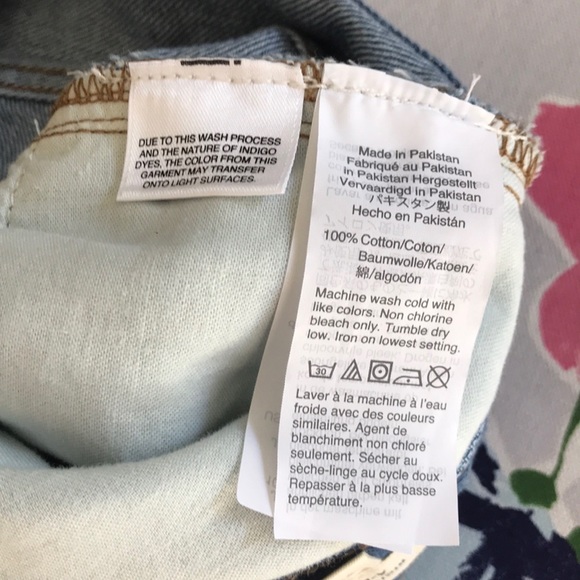 DUE TO THIS WASH PROCESS
AND THE NATURE OF INDIGO
DYES, THE COLOR FROM THIS
GARMENT MAY TRANSFER
ONTO LIGHT SURFACES.
Made in Pakistan
Fabriqué au Pakistan
in Pakistan Hergestellt
Vervaardigd in Pakistan
パキスタン製
Hecho en Pakistán
100% Cotton/Coton/
Baumwolle/Katoen/
綿/algodón
Machine wash cold with
like colors. Non chlorine
bleach only. Tumble dry
low. Iron on lowest setting.
30
Laver à la machine à l'eau
froide avec des couleurs
similaires. Agent de
blanchiment non chloré
seulement. Sécher au
sèche-linge au cycle doux.
Repasser à la plus basse
température.